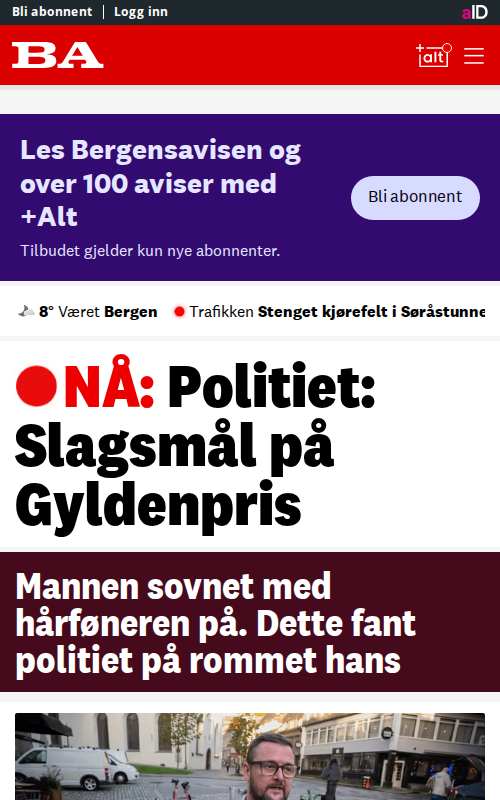 Bli abonnent | Logg inn
aID
BA
+alt
Les Bergensavisen og
over 100 aviser med
+Alt
Tilbudet gjelder kun nye abonnenter.
Bli abonnent
8° Været Bergen
Trafikken Stenget kjørefelt i Søråstunne
NÅ: Politiet:
Slagsmål på
Gyldenpris
Mannen sovnet med
hårføneren på. Dette fant
politiet på rommet hans